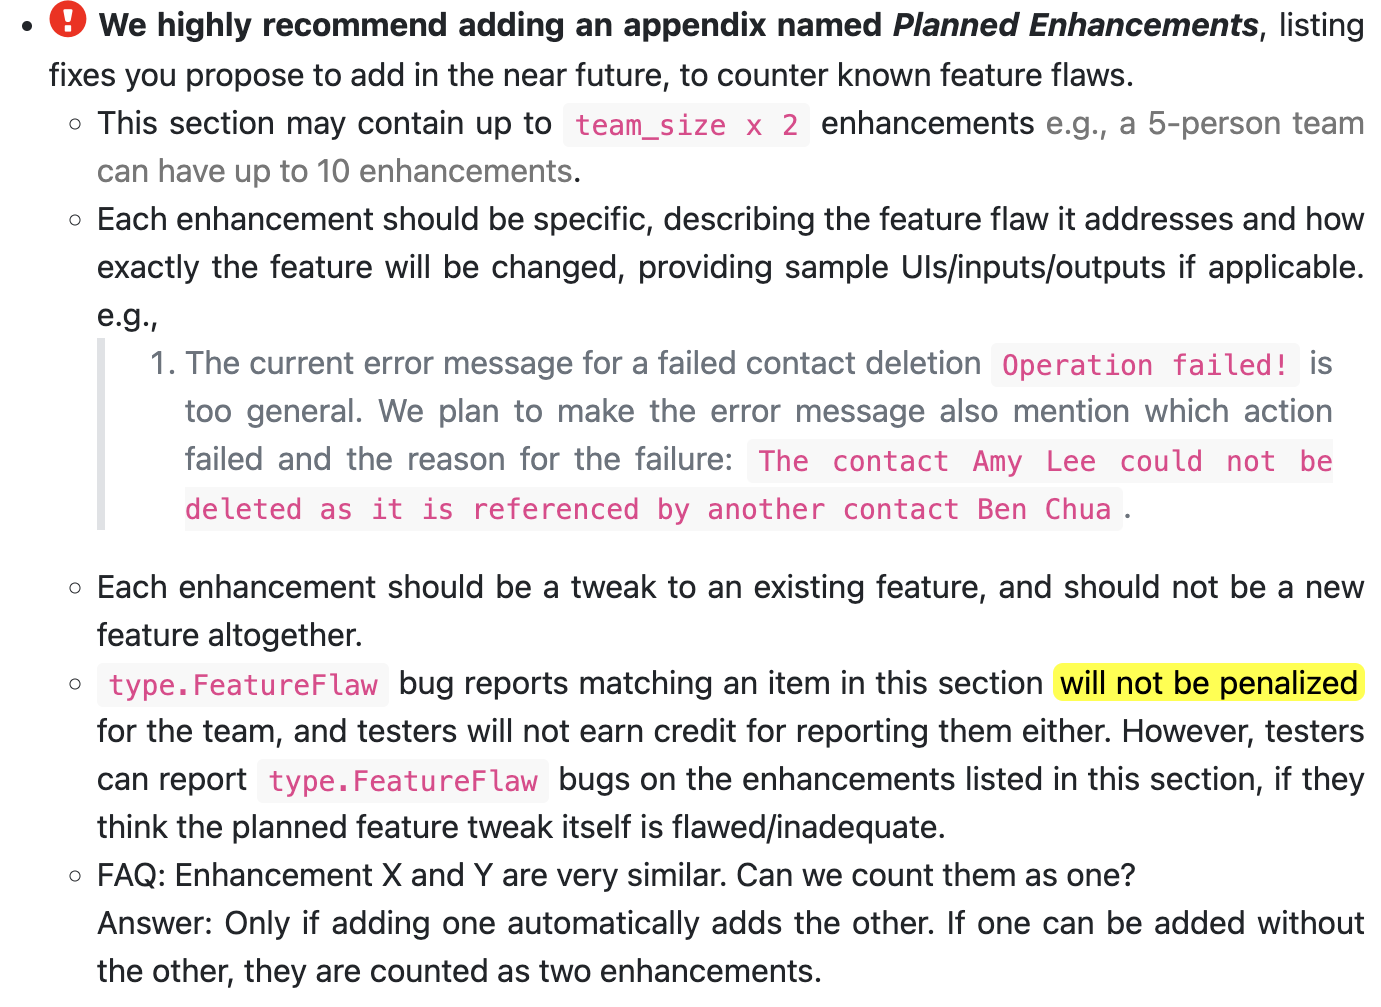 • ! We highly recommend adding an appendix named Planned Enhancements, listing
fixes you propose to add in the near future, to counter known feature flaws.
◦ This section may contain up to team_size x 2 enhancements e.g., a 5-person team
can have up to 10 enhancements.
◦ Each enhancement should be specific, describing the feature flaw it addresses and how
exactly the feature will be changed, providing sample UIs/inputs/outputs if applicable.
e.g.,
1. The current error message for a failed contact deletion Operation failed! is
too general. We plan to make the error message also mention which action
failed and the reason for the failure: The contact Amy Lee could not be
deleted as it is referenced by another contact Ben Chua.
◦ Each enhancement should be a tweak to an existing feature, and should not be a new
feature altogether.
◦ type.FeatureFlaw bug reports matching an item in this section will not be penalized
for the team, and testers will not earn credit for reporting them either. However, testers
can report type.FeatureFlaw bugs on the enhancements listed in this section, if they
think the planned feature tweak itself is flawed/inadequate.
◦ FAQ: Enhancement X and Y are very similar. Can we count them as one?
Answer: Only if adding one automatically adds the other. If one can be added without
the other, they are counted as two enhancements.